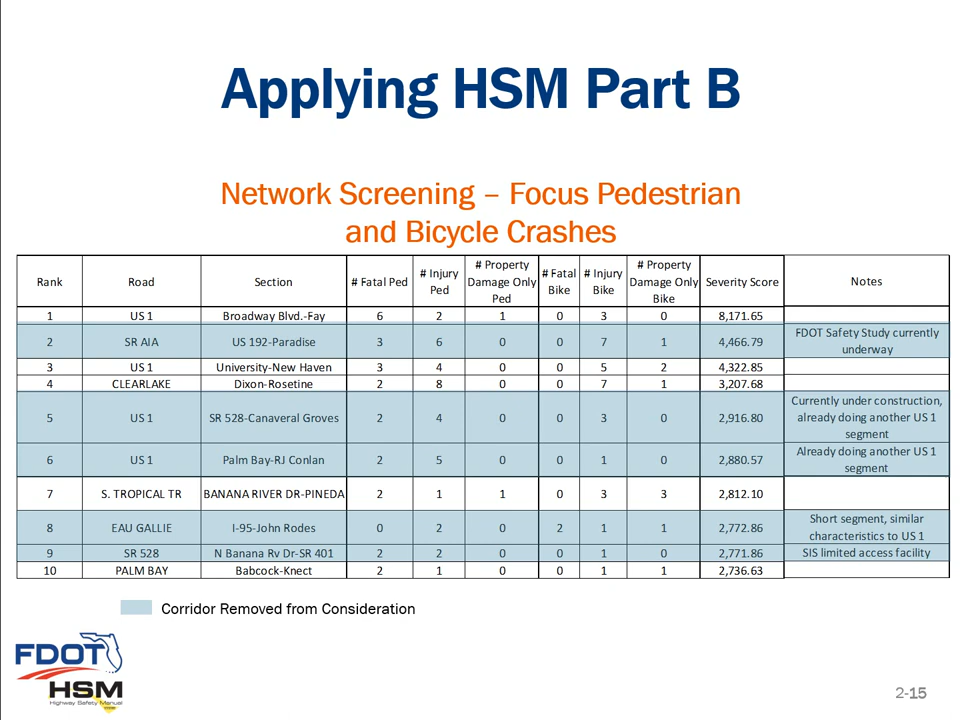 Applying HSM Part B
Network Screening – Focus Pedestrian
and Bicycle Crashes
Rank Road Section # Fatal Ped # Injury Ped # Property Damage Only Ped # Fatal Bike # Injury Bike # Property Damage Only Bike Severity Score Notes
1 US 1 Broadway Blvd.-Fay 6 2 1 0 3 0 8,171.65
2 SR AIA US 192-Paradise 3 6 0 0 7 1 4,466.79 FDOT Safety Study currently underway
3 US 1 University-New Haven 3 4 0 0 5 2 4,322.85
4 CLEARLAKE Dixon-Rosetine 2 8 0 0 7 1 3,207.68
5 US 1 SR 528-Canaveral Groves 2 4 0 0 3 0 2,916.80 Currently under construction, already doing another US 1 segment
6 US 1 Palm Bay-RJ Conlan 2 5 0 0 1 0 2,880.57 Already doing another US 1 segment
7 S. TROPICAL TR BANANA RIVER DR-PINEDA 2 1 1 0 3 3 2,812.10
8 EAU GALLIE I-95-John Rodes 0 2 0 2 1 1 2,772.86 Short segment, similar characteristics to US 1
9 SR 528 N Banana Rv Dr-SR 401 2 2 0 0 1 0 2,771.86 SIS limited access facility
10 PALM BAY Babcock-Knect 2 1 0 0 1 1 2,736.63
Corridor Removed from Consideration
FDOT
HSM
Highway Safety Manual
2-15